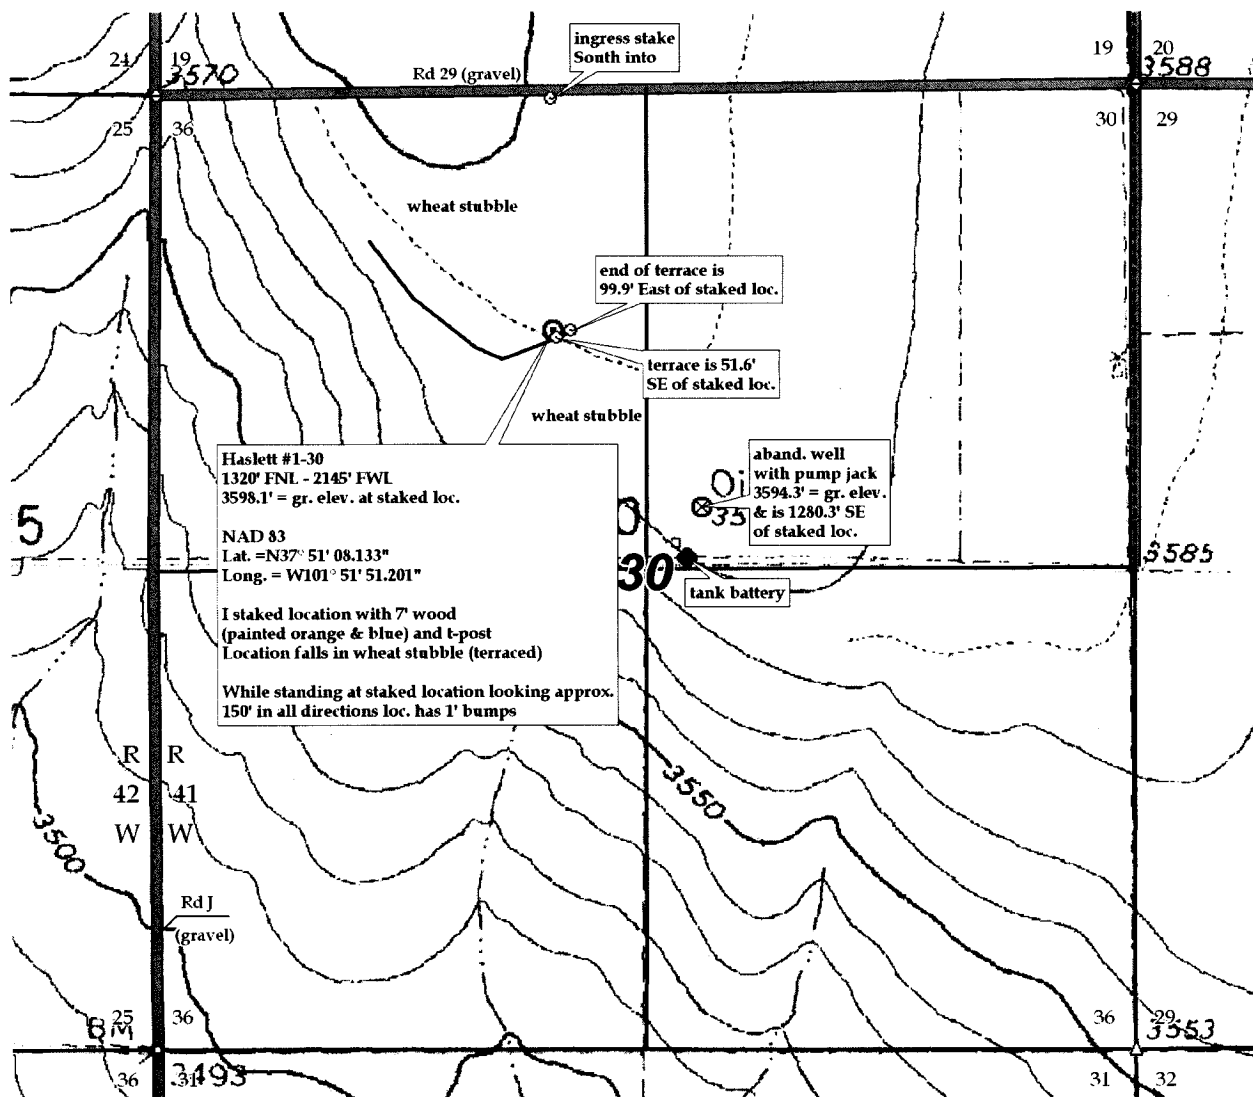 ingress stake
South into
24 19
3570
Rd 29 (gravel)
19 20
3588
25 36
30 29
wheat stubble
end of terrace is
99.9' East of staked loc.
terrace is 51.6'
SE of staked loc.
wheat stubble
Haslett #1-30
1320' FNL - 2145' FWL
3598.1' = gr. elev. at staked loc.
NAD 83
Lat. =N37° 51' 08.133"
Long. = W101° 51' 51.201"
I staked location with 7' wood
(painted orange & blue) and t-post
Location falls in wheat stubble (terraced)
While standing at staked location looking approx.
150' in all directions loc. has 1' bumps
aband. well
with pump jack
3594.3' = gr. elev.
& is 1280.3' SE
of staked loc.
Oi
35
5
0
30
3585
tank battery
R R
42 41
W W
3550
3500
Rd J
(gravel)
25 36
BM
36 29
3553
3493
36 31
31 32